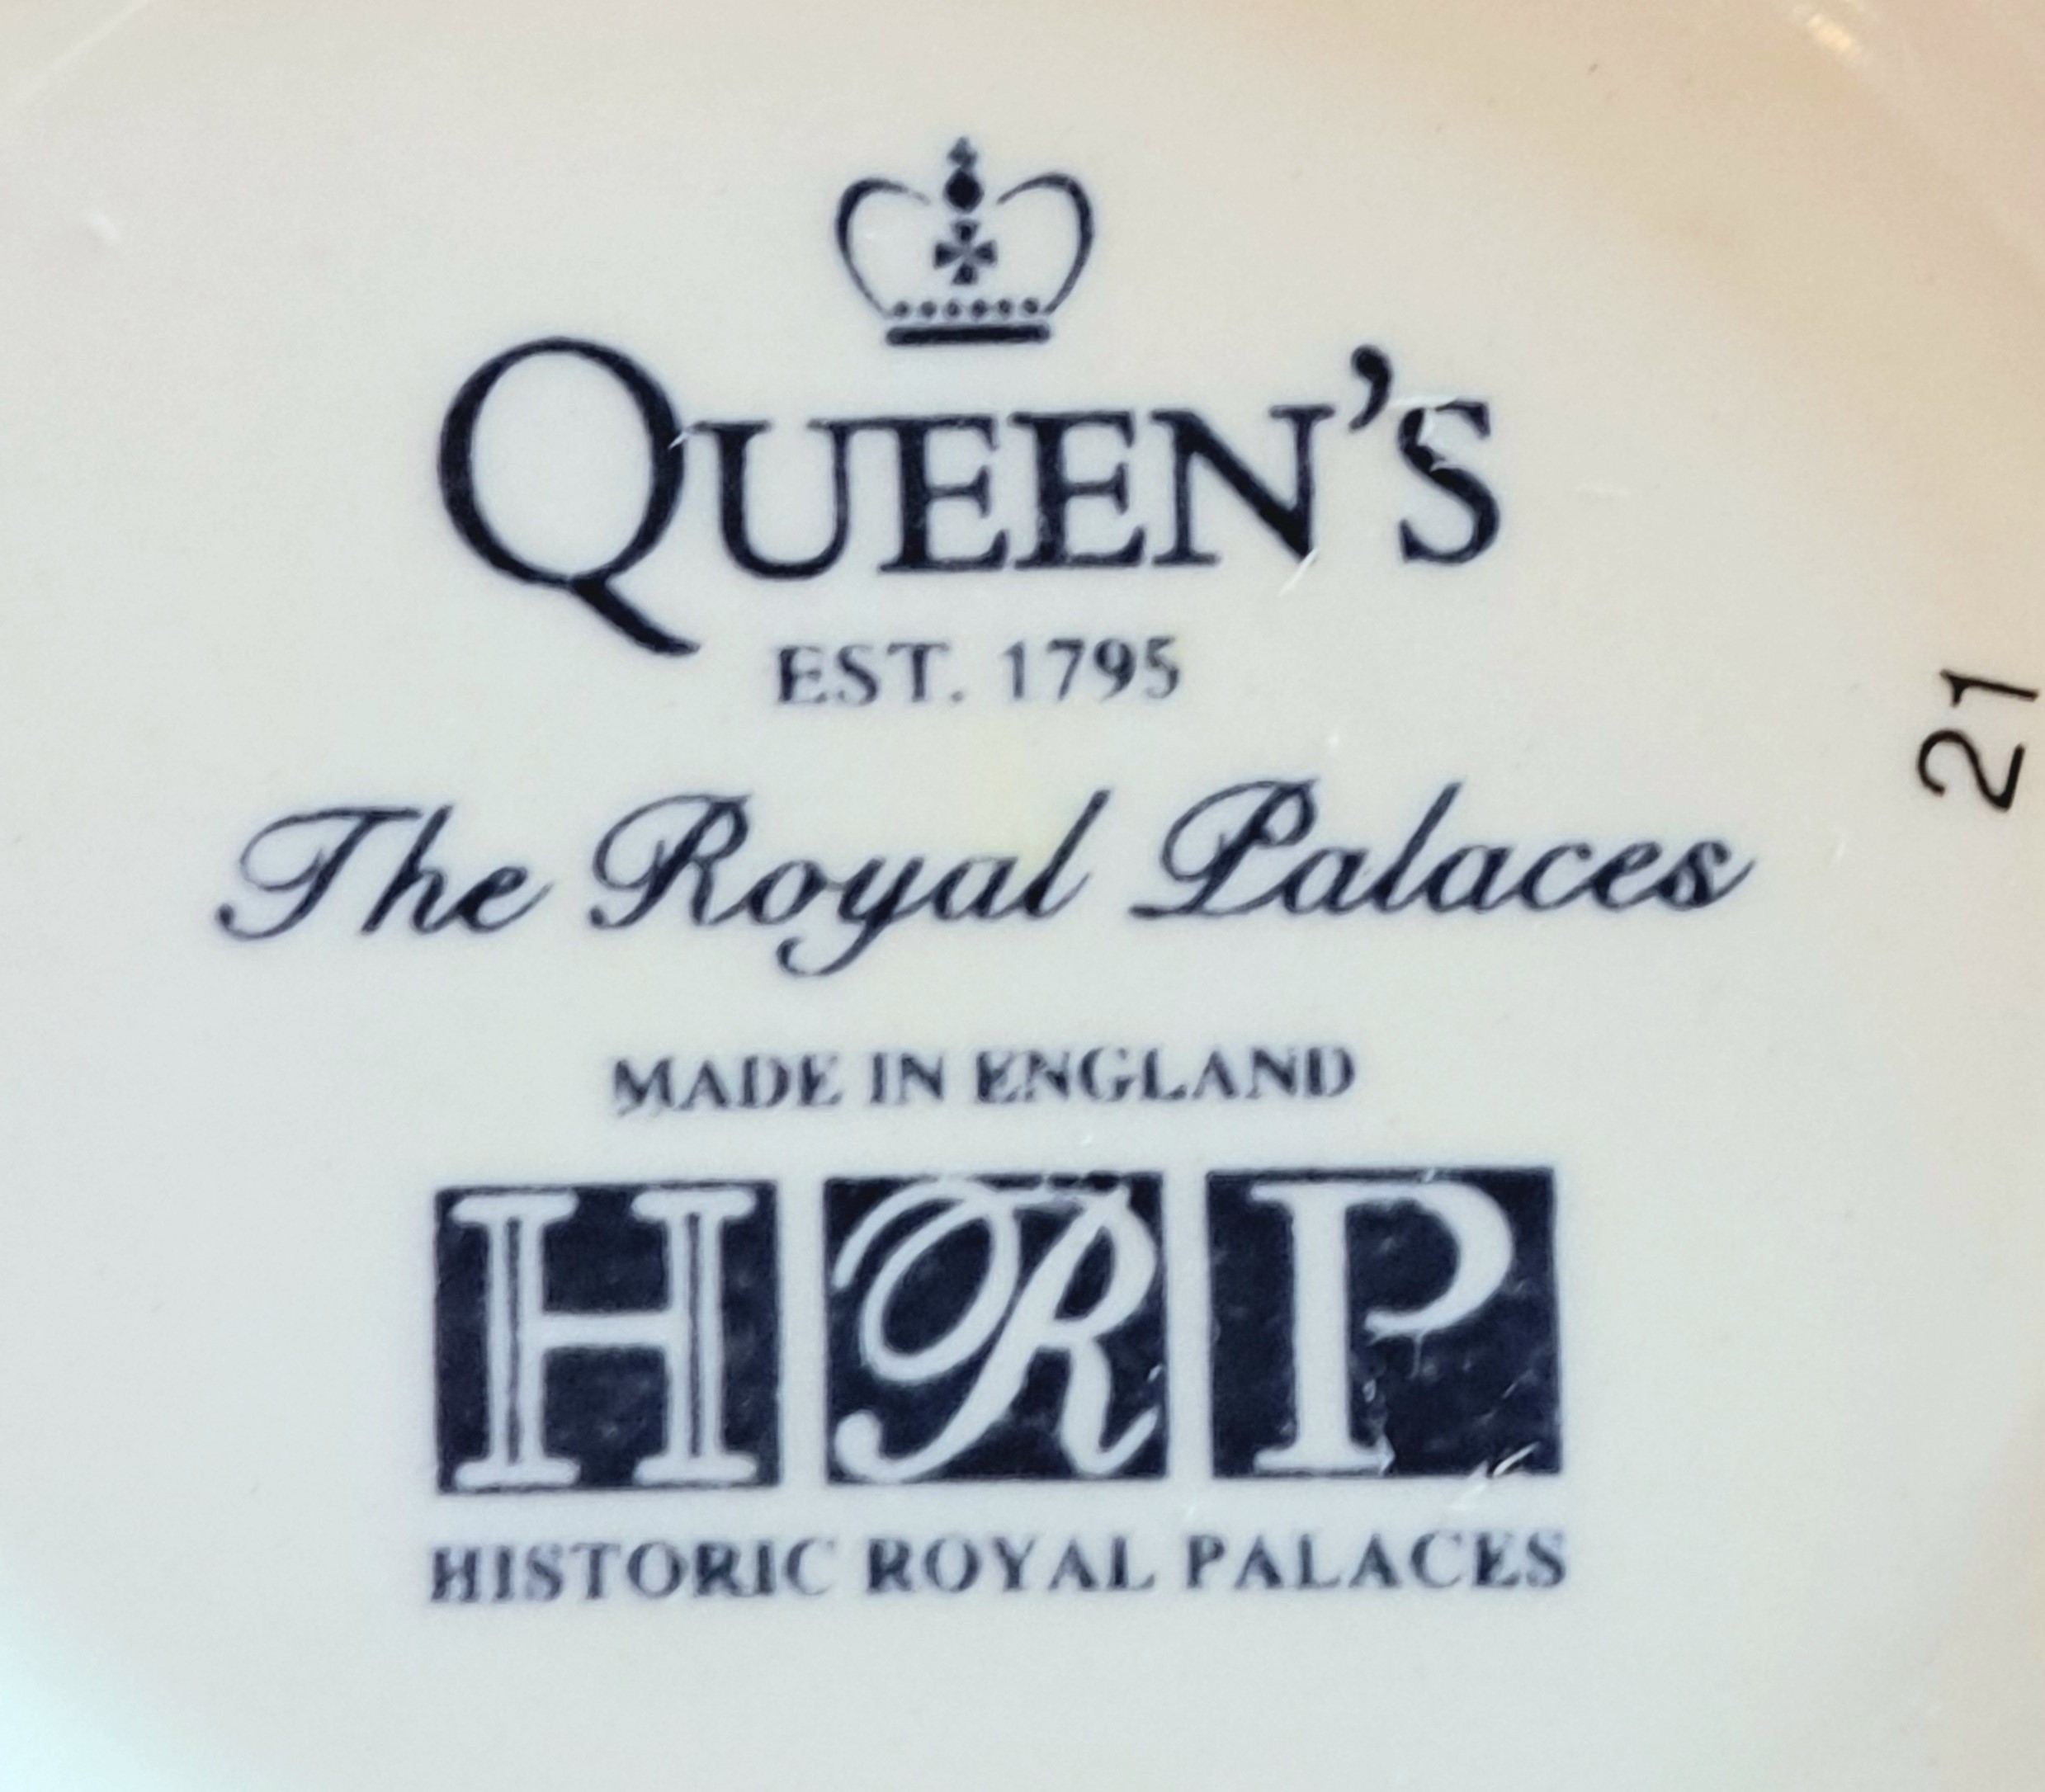 QUEEN'S
EST. 1795
The Royal Palaces
MADE IN ENGLAND
HRP
HISTORIC ROYAL PALACES
21